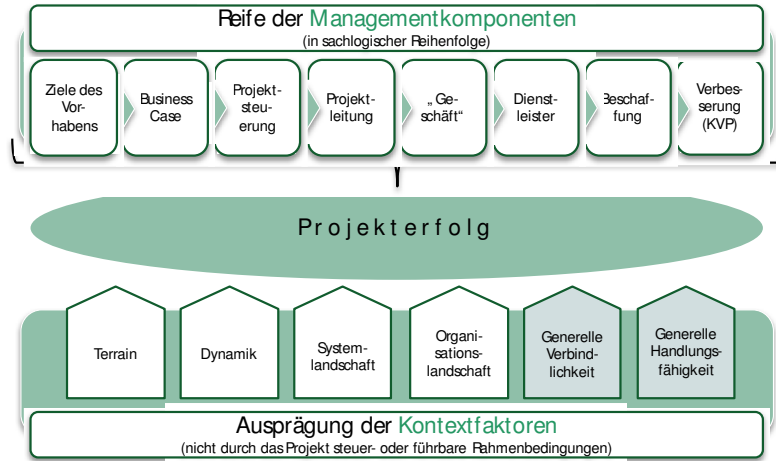 Reife der Managementkomponenten
(in sachlogischer Reihenfolge)
Ziele des
Vor-
habens
Business
Case
Projekt-
steu-
erung
Projekt-
leitung
„Ge-
schäft“
Dienst-
leister
Beschaf-
fung
Verbes-
serung
(KVP)
Projekterfolg
Terrain
Dynamik
System-
landschaft
Organi-
sations-
landschaft
Generelle
Verbind-
lichkeit
Generelle
Handlungs-
fähigkeit
Ausprägung der Kontextfaktoren
(nicht durch das Projekt steuer- oder führbare Rahmenbedingungen)